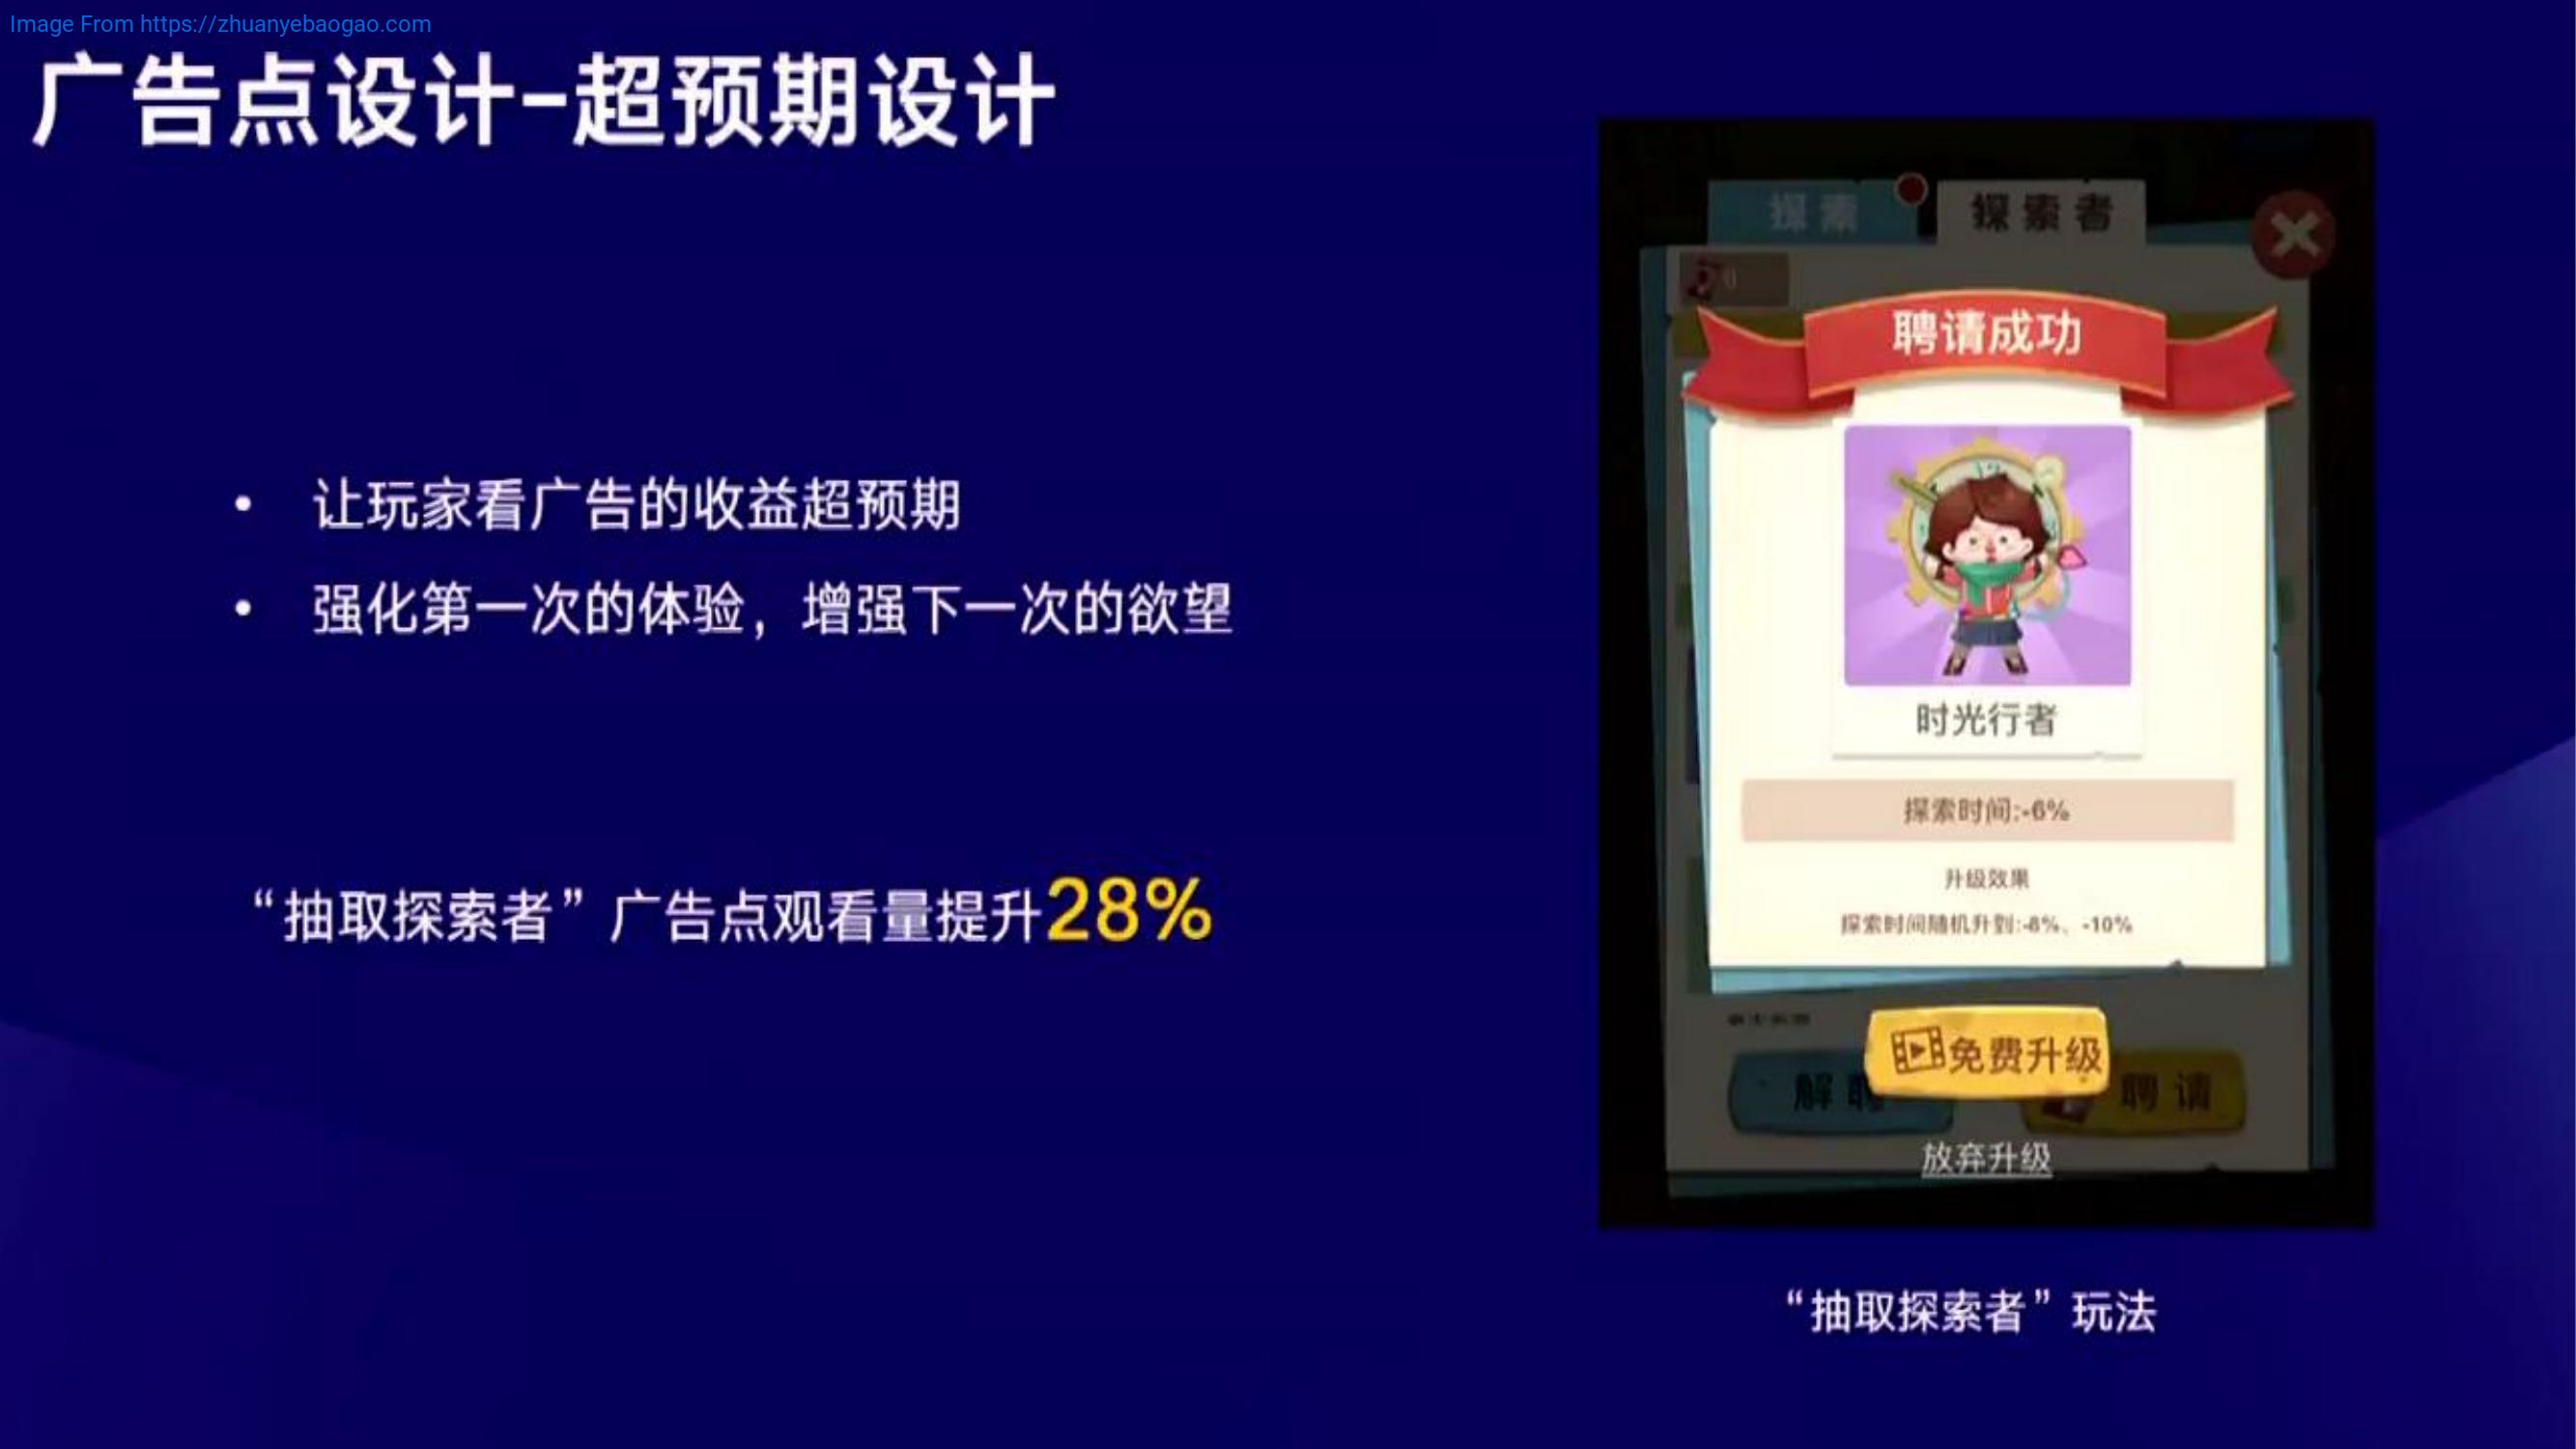 Image From https://zhuanyebaogao.com
广告点设计-超预期设计
• 让玩家看广告的收益超预期
• 强化第一次的体验，增强下一次的欲望
“抽取探索者”广告点观看量提升28%
探索
探索者
0
聘请成功
时光行者
探索时间:-6%
升级效果
探索时间随机升到:-8%、-10%
免费升级
解聘
聘请
放弃升级
“抽取探索者”玩法